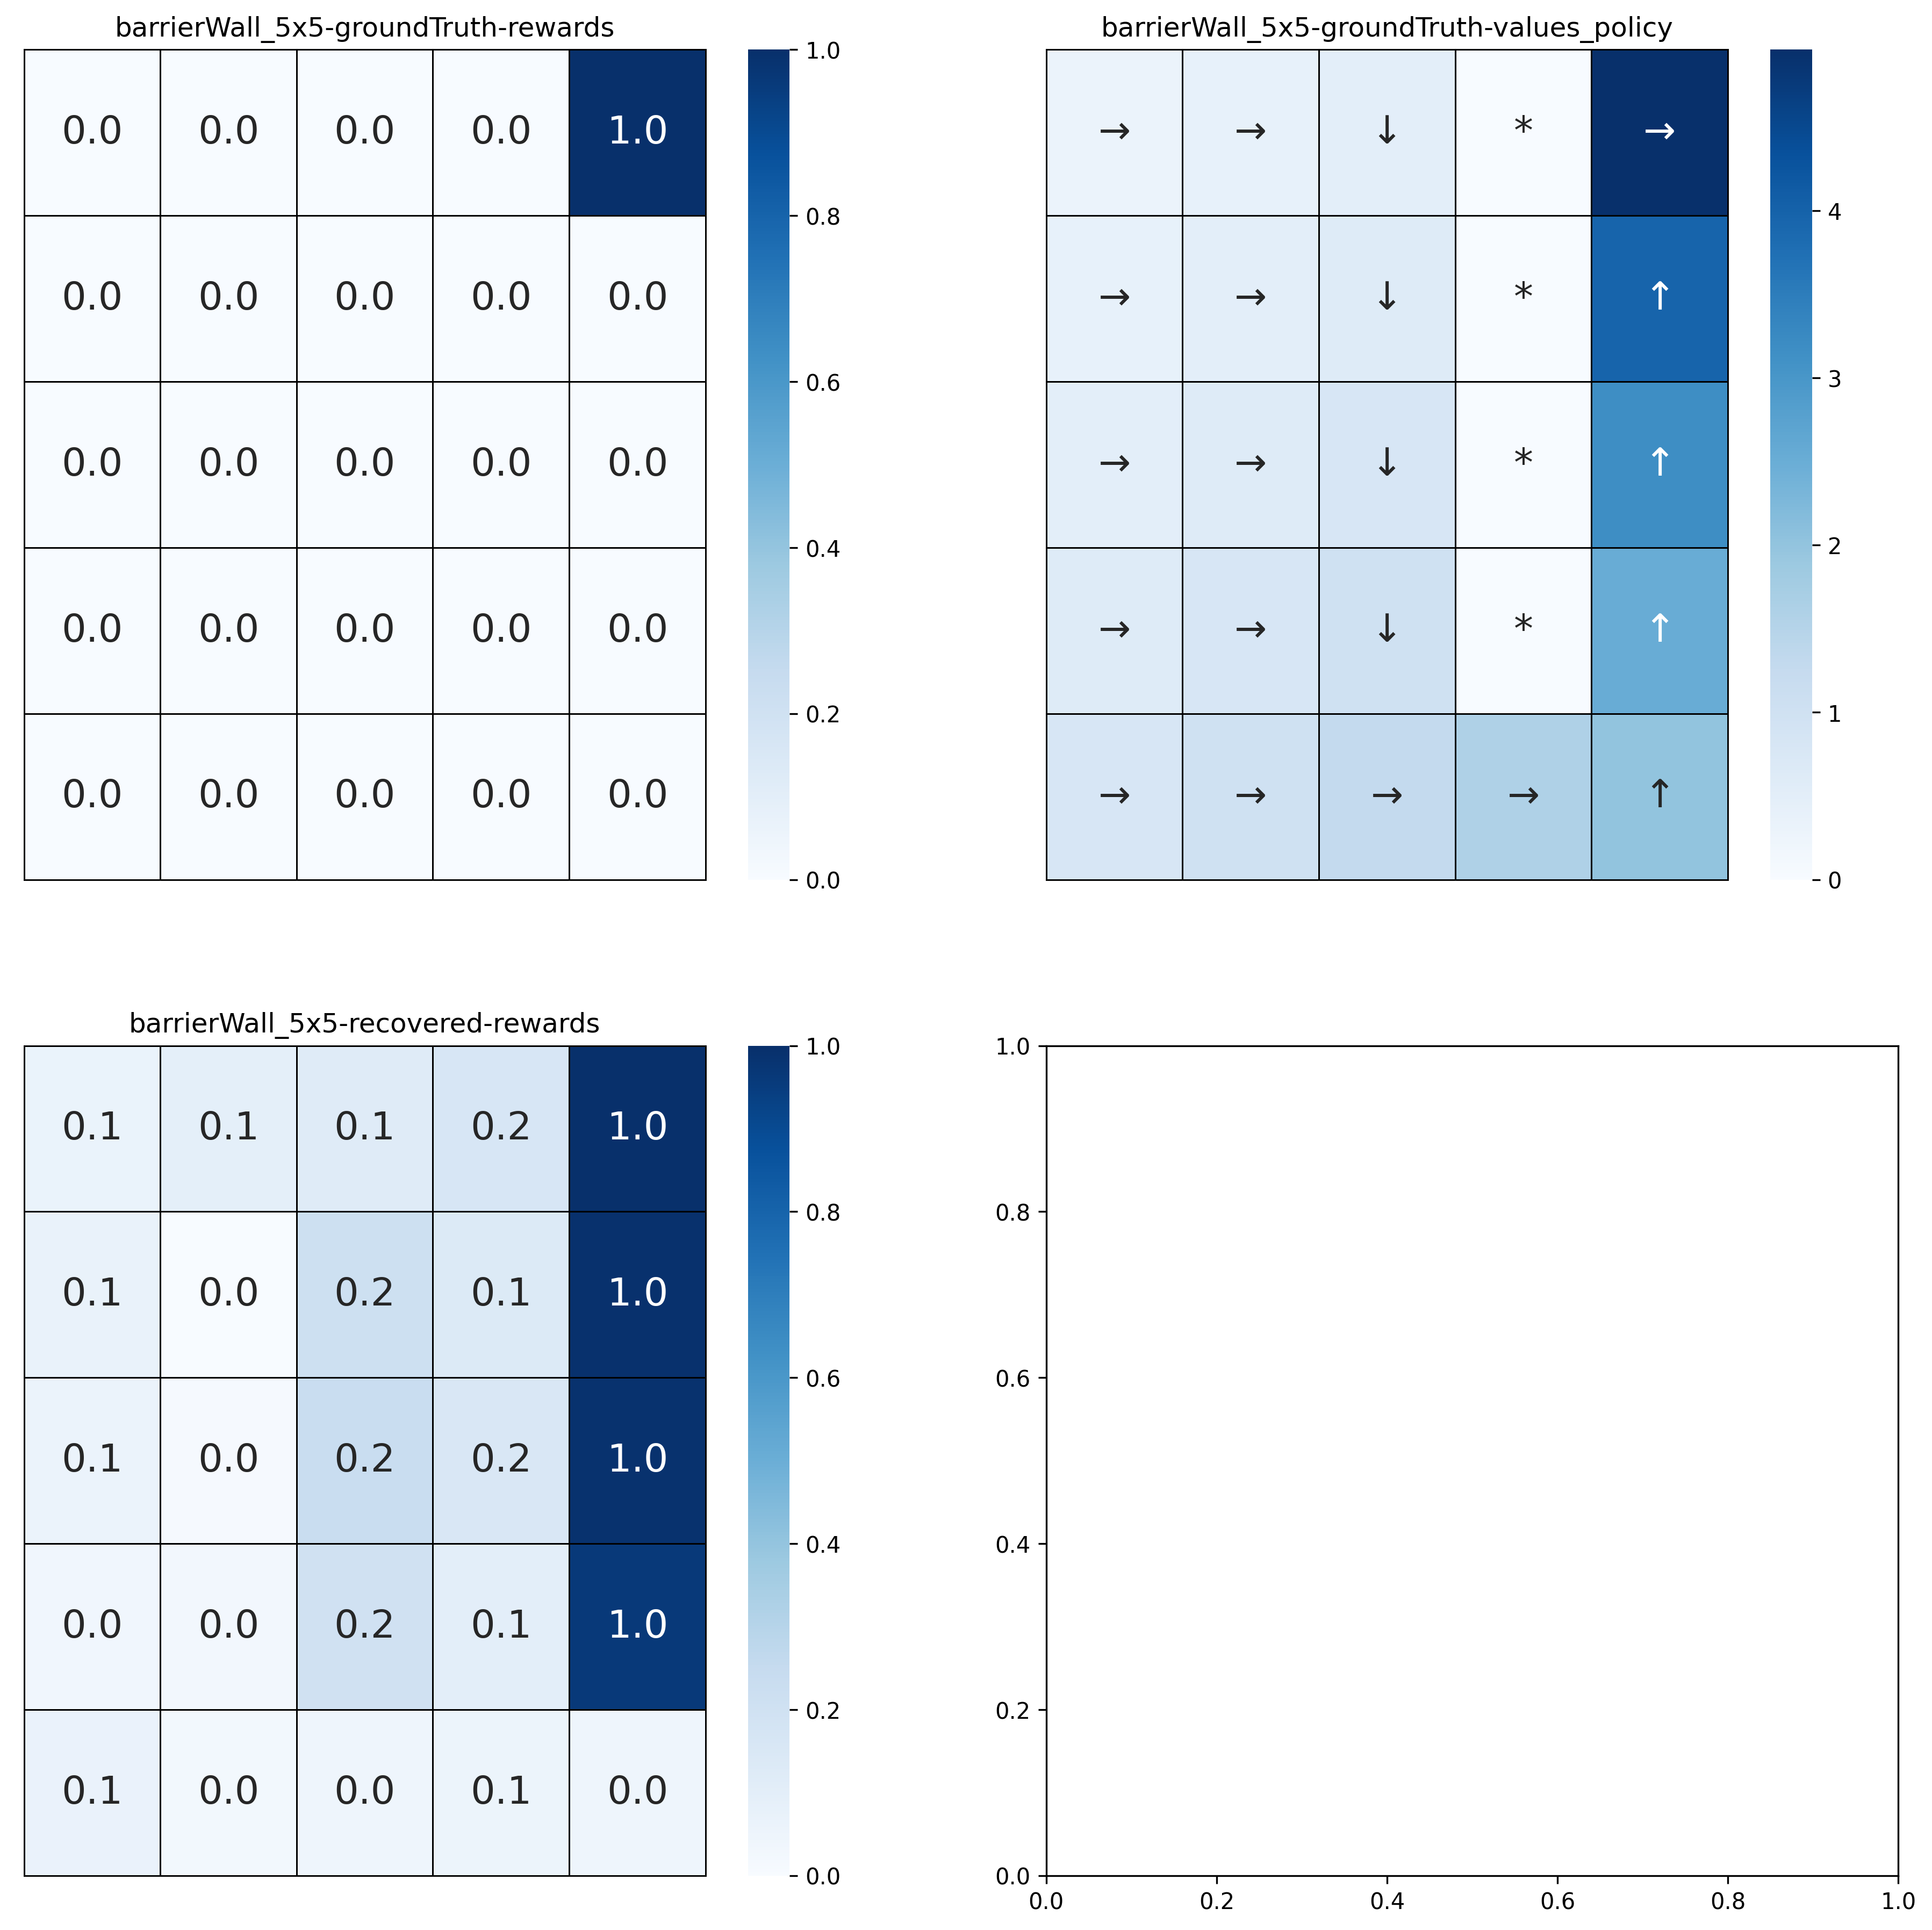 barrierWall_5x5-groundTruth-rewards
0.0 0.0 0.0 0.0 1.0
0.0 0.0 0.0 0.0 0.0
0.0 0.0 0.0 0.0 0.0
0.0 0.0 0.0 0.0 0.0
0.0 0.0 0.0 0.0 0.0
1.0
0.8
0.6
0.4
0.2
0.0
barrierWall_5x5-groundTruth-values_policy
→ → ↓ * →
→ → ↓ * ↑
→ → ↓ * ↑
→ → ↓ * ↑
→ → → → ↑
4
3
2
1
0
barrierWall_5x5-recovered-rewards
0.1 0.1 0.1 0.2 1.0
0.1 0.0 0.2 0.1 1.0
0.1 0.0 0.2 0.2 1.0
0.0 0.0 0.2 0.1 1.0
0.1 0.0 0.0 0.1 0.0
1.0
0.8
0.6
0.4
0.2
0.0
1.0
0.8
0.6
0.4
0.2
0.0
0.0 0.2 0.4 0.6 0.8 1.0